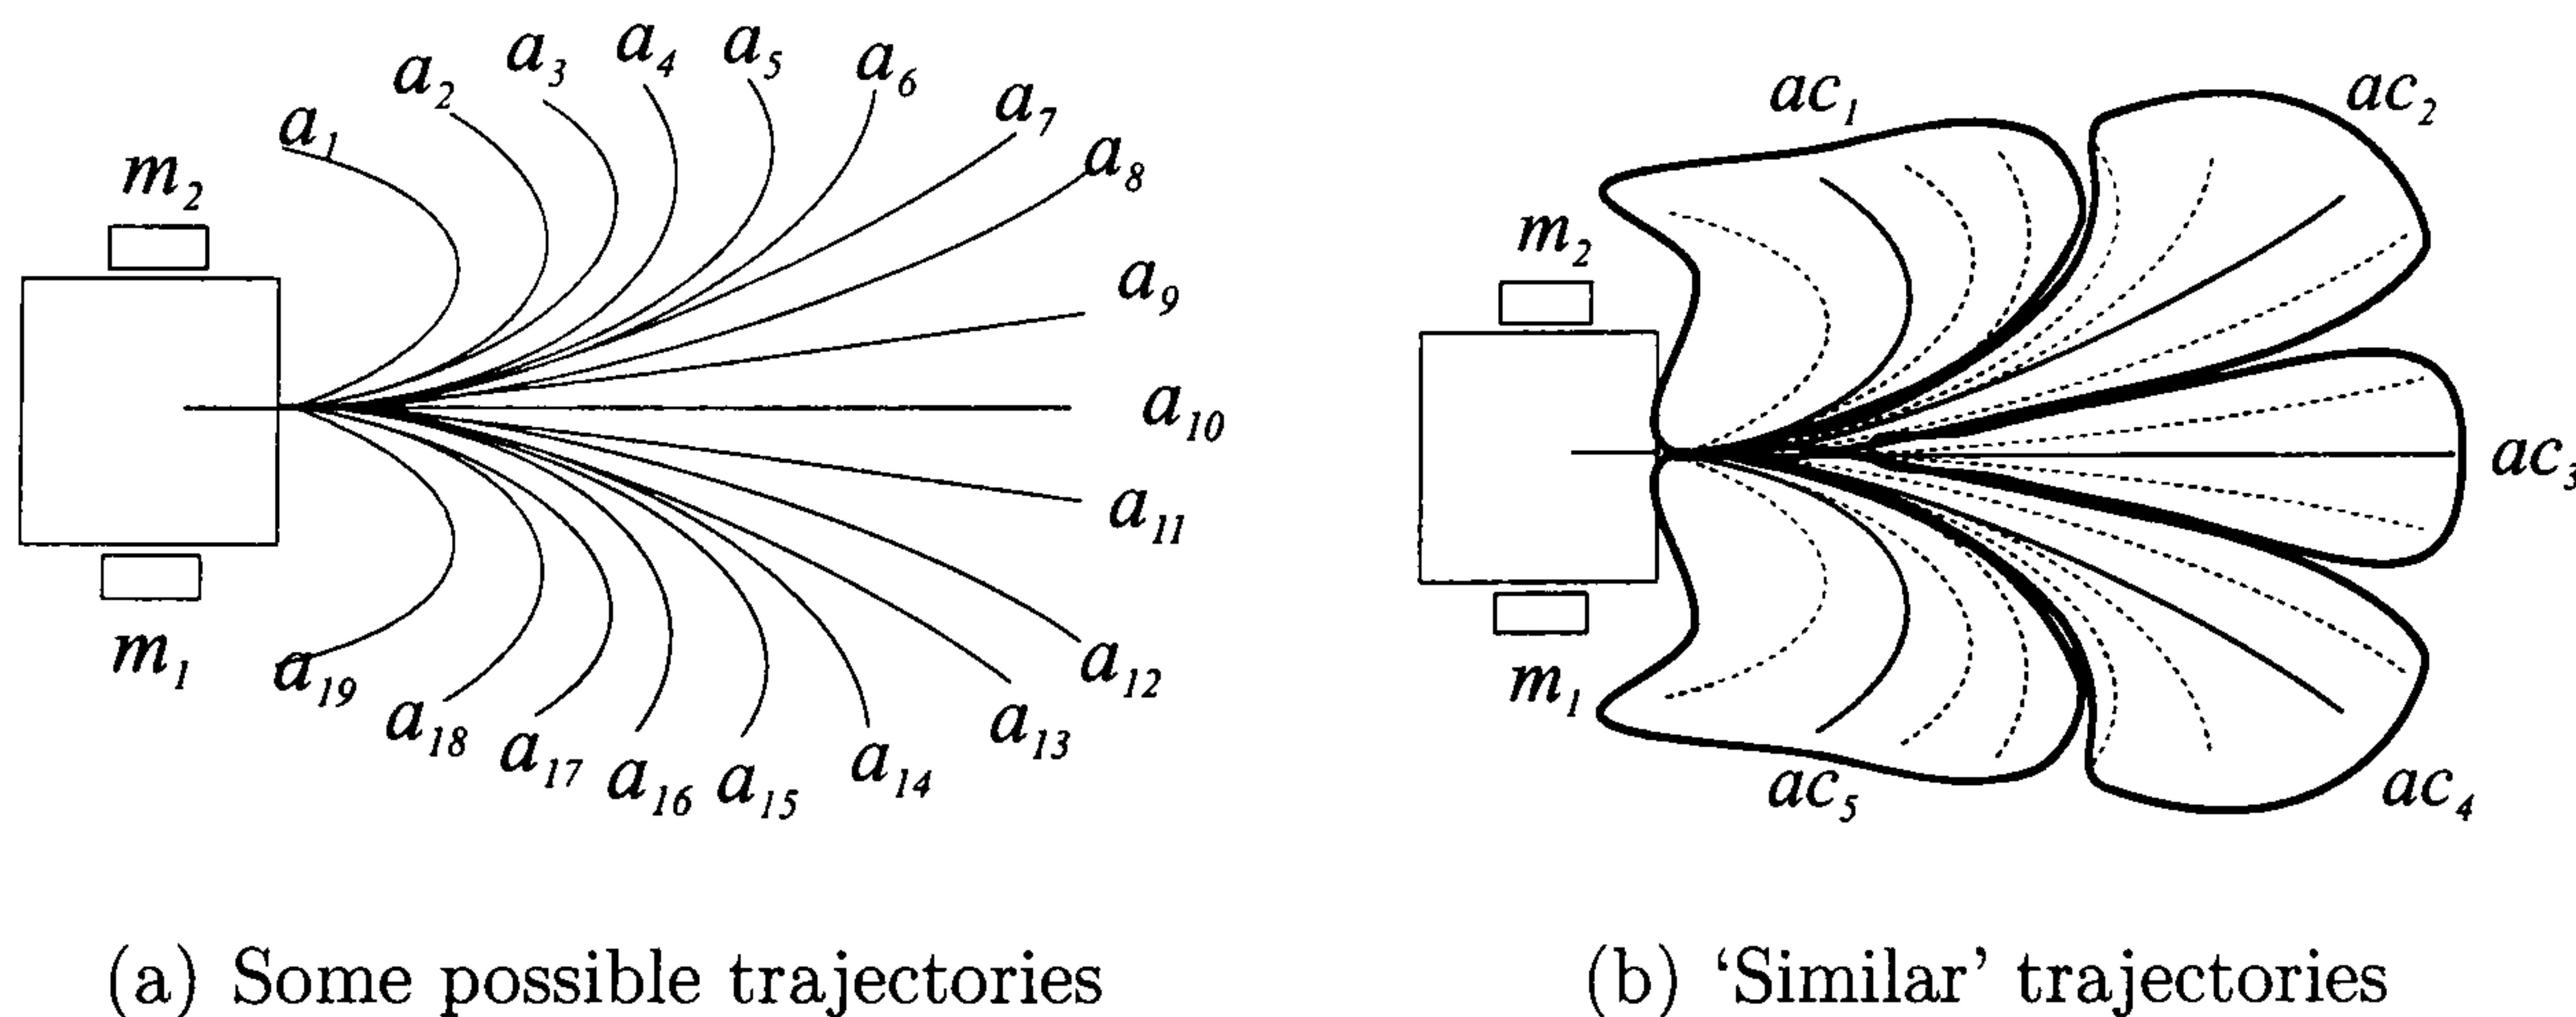 a₁ a₂ a₃ a₄ a₅ a₆ a₇ a₈ a₉ a₁₀ a₁₁ a₁₂ a₁₃ a₁₄ a₁₅ a₁₆ a₁₇ a₁₈ a₁₉
m₂
m₁
(a) Some possible trajectories
ac₁ ac₂ ac₃ ac₄ ac₅
m₂
m₁
(b) ‘Similar’ trajectories